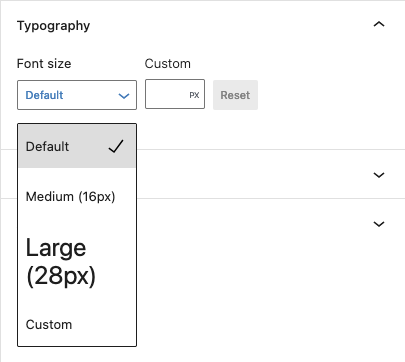 Typography
Font size
Custom
Default
PX
Reset
Default
Medium (16px)
Large
(28px)
Custom